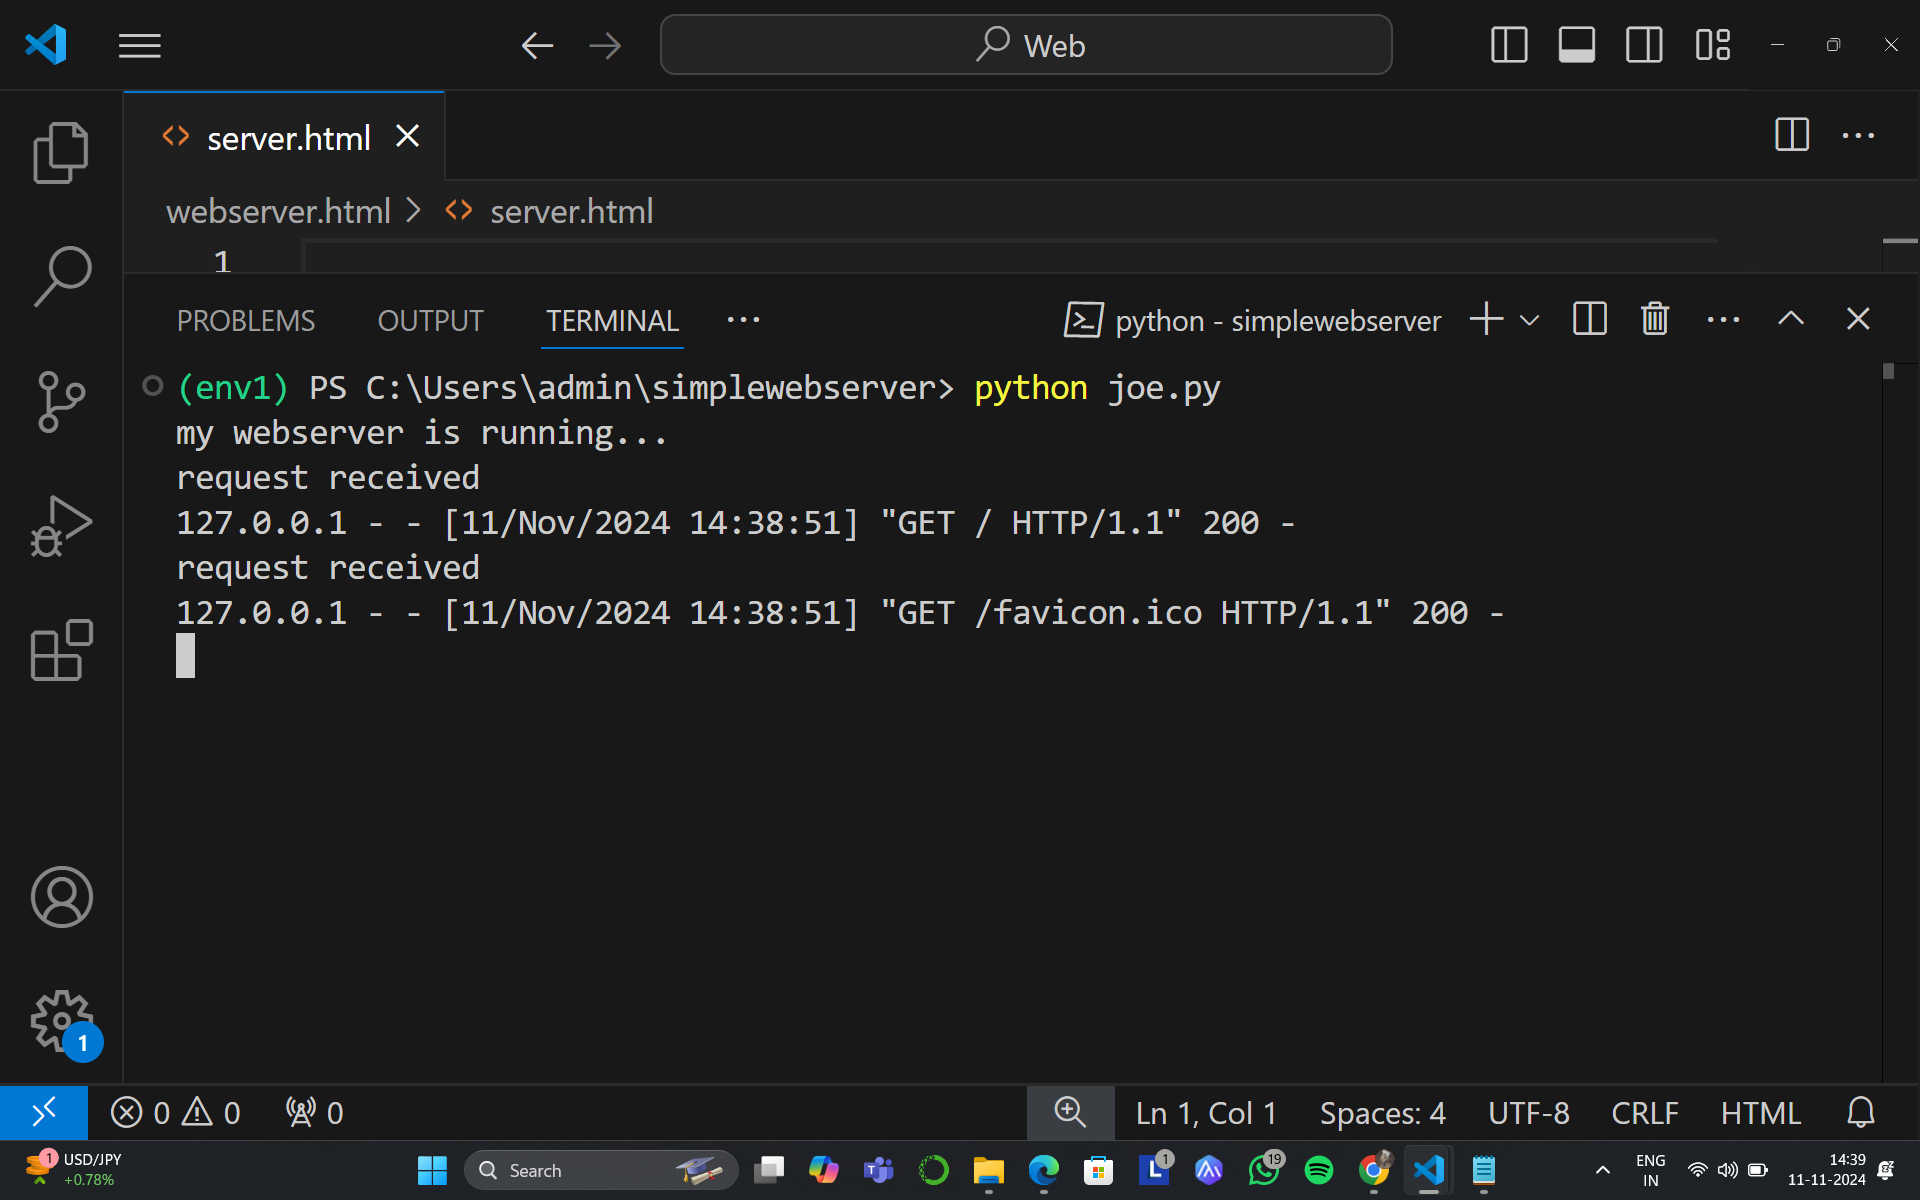 Web
server.html
webserver.html > server.html
1
PROBLEMS OUTPUT TERMINAL ... python - simplewebserver
(env1) PS C:\Users\admin\simplewebserver> python joe.py
my webserver is running...
request received
127.0.0.1 - - [11/Nov/2024 14:38:51] "GET / HTTP/1.1" 200 -
request received
127.0.0.1 - - [11/Nov/2024 14:38:51] "GET /favicon.ico HTTP/1.1" 200 -
1
0 0 0 Ln 1, Col 1 Spaces: 4 UTF-8 CRLF HTML
1 USD/JPY
+0.78%
Search
L 1
19
ENG
IN
14:39
11-11-2024